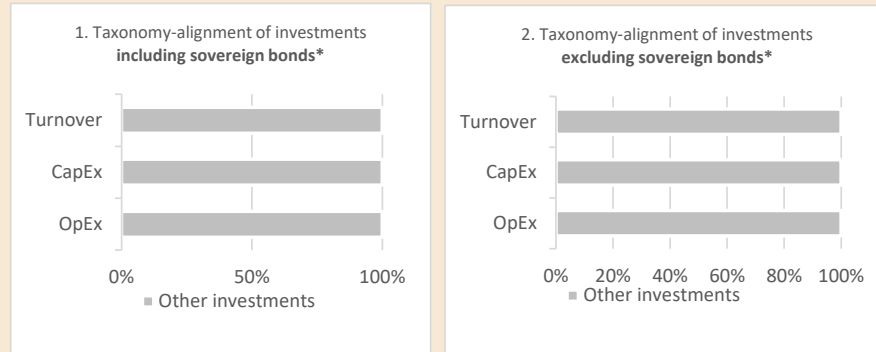 1. Taxonomy-alignment of investments
including sovereign bonds*
Turnover
CapEx
OpEx
0% 50% 100%
Other investments
2. Taxonomy-alignment of investments
excluding sovereign bonds*
Turnover
CapEx
OpEx
0% 20% 40% 60% 80% 100%
Other investments